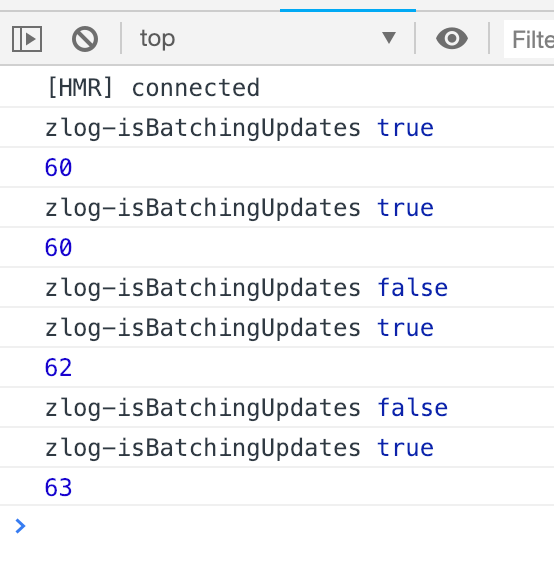 top
Filte
[HMR] connected
zlog-isBatchingUpdates true
60
zlog-isBatchingUpdates true
60
zlog-isBatchingUpdates false
zlog-isBatchingUpdates true
62
zlog-isBatchingUpdates false
zlog-isBatchingUpdates true
63